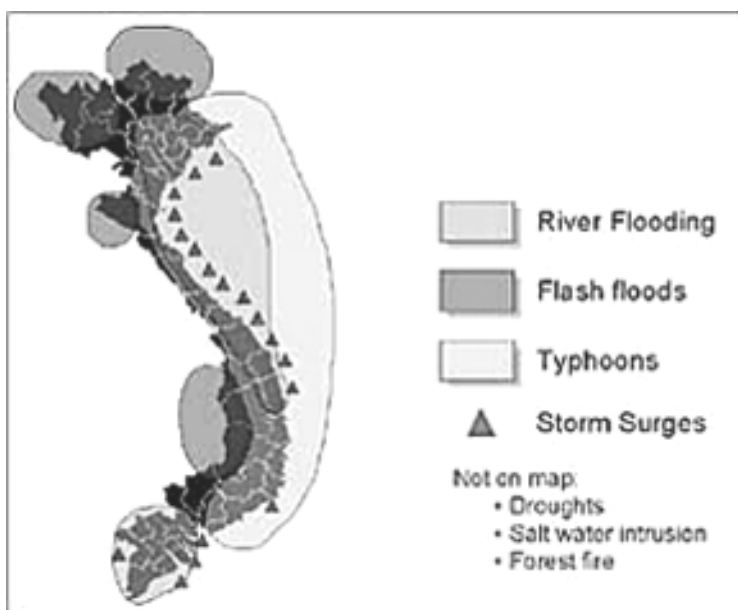 River Flooding
Flash floods
Typhoons
Storm Surges
Not on map:
• Droughts
• Salt water intrusion
• Forest fire